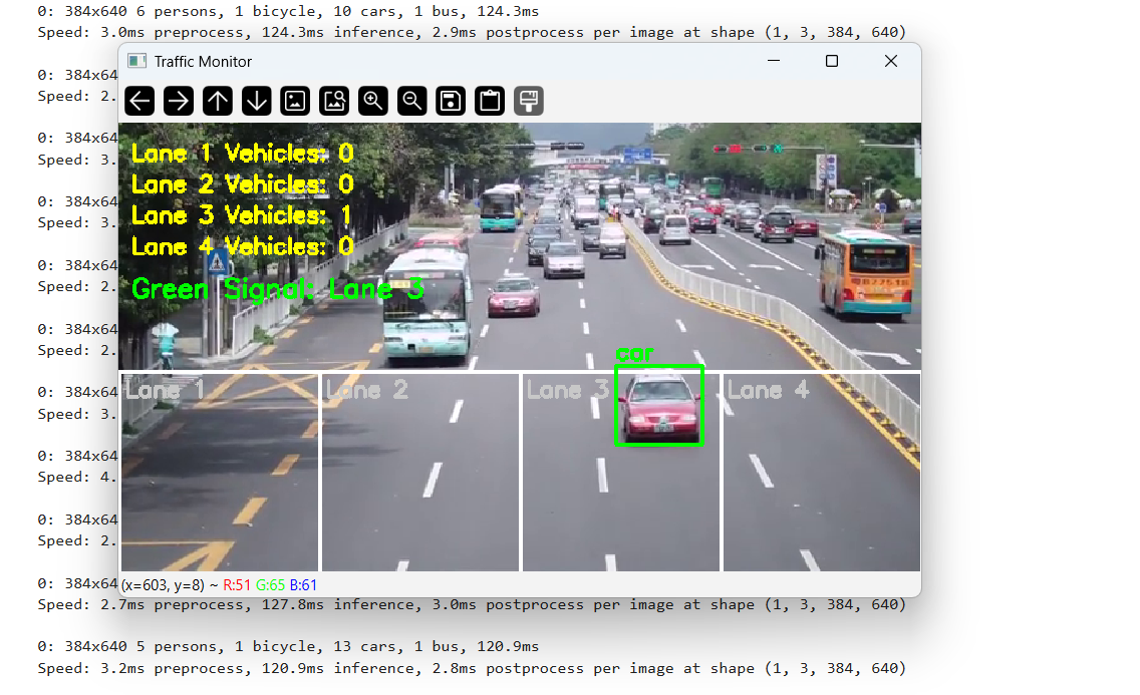 0: 384x640 6 persons, 1 bicycle, 10 cars, 1 bus, 124.3ms
Speed: 3.0ms preprocess, 124.3ms inference, 2.9ms postprocess per image at shape (1, 3, 384, 640)
Traffic Monitor
0: 384x64
Speed: 2.
0: 384x64
Speed: 3.
0: 384x64
Speed: 3.
0: 384x64
Speed: 2.
0: 384x64
Speed: 2.
0: 384x64
Speed: 3.
0: 384x64
Speed: 4.
0: 384x64
Speed: 2.
Lane 1 Vehicles: 0
Lane 2 Vehicles: 0
Lane 3 Vehicles: 1
Lane 4 Vehicles: 0
Green Signal: Lane 3
car
Lane 1
Lane 2
Lane 3
Lane 4
0: 384x64
(x=603, y=8) ~ R:51 G:65 B:61
Speed: 2.7ms preprocess, 127.8ms inference, 3.0ms postprocess per image at shape (1, 3, 384, 640)
0: 384x640 5 persons, 1 bicycle, 13 cars, 1 bus, 120.9ms
Speed: 3.2ms preprocess, 120.9ms inference, 2.8ms postprocess per image at shape (1, 3, 384, 640)